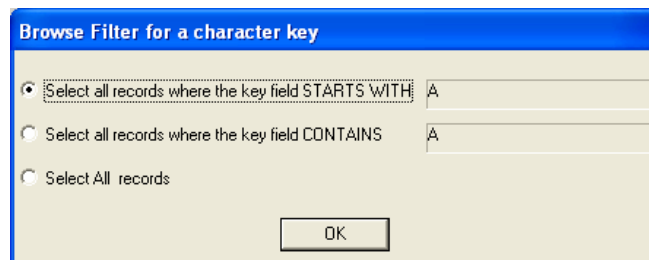 Browse Filter for a character key
Select all records where the key field STARTS WITH A
Select all records where the key field CONTAINS A
Select All records
OK